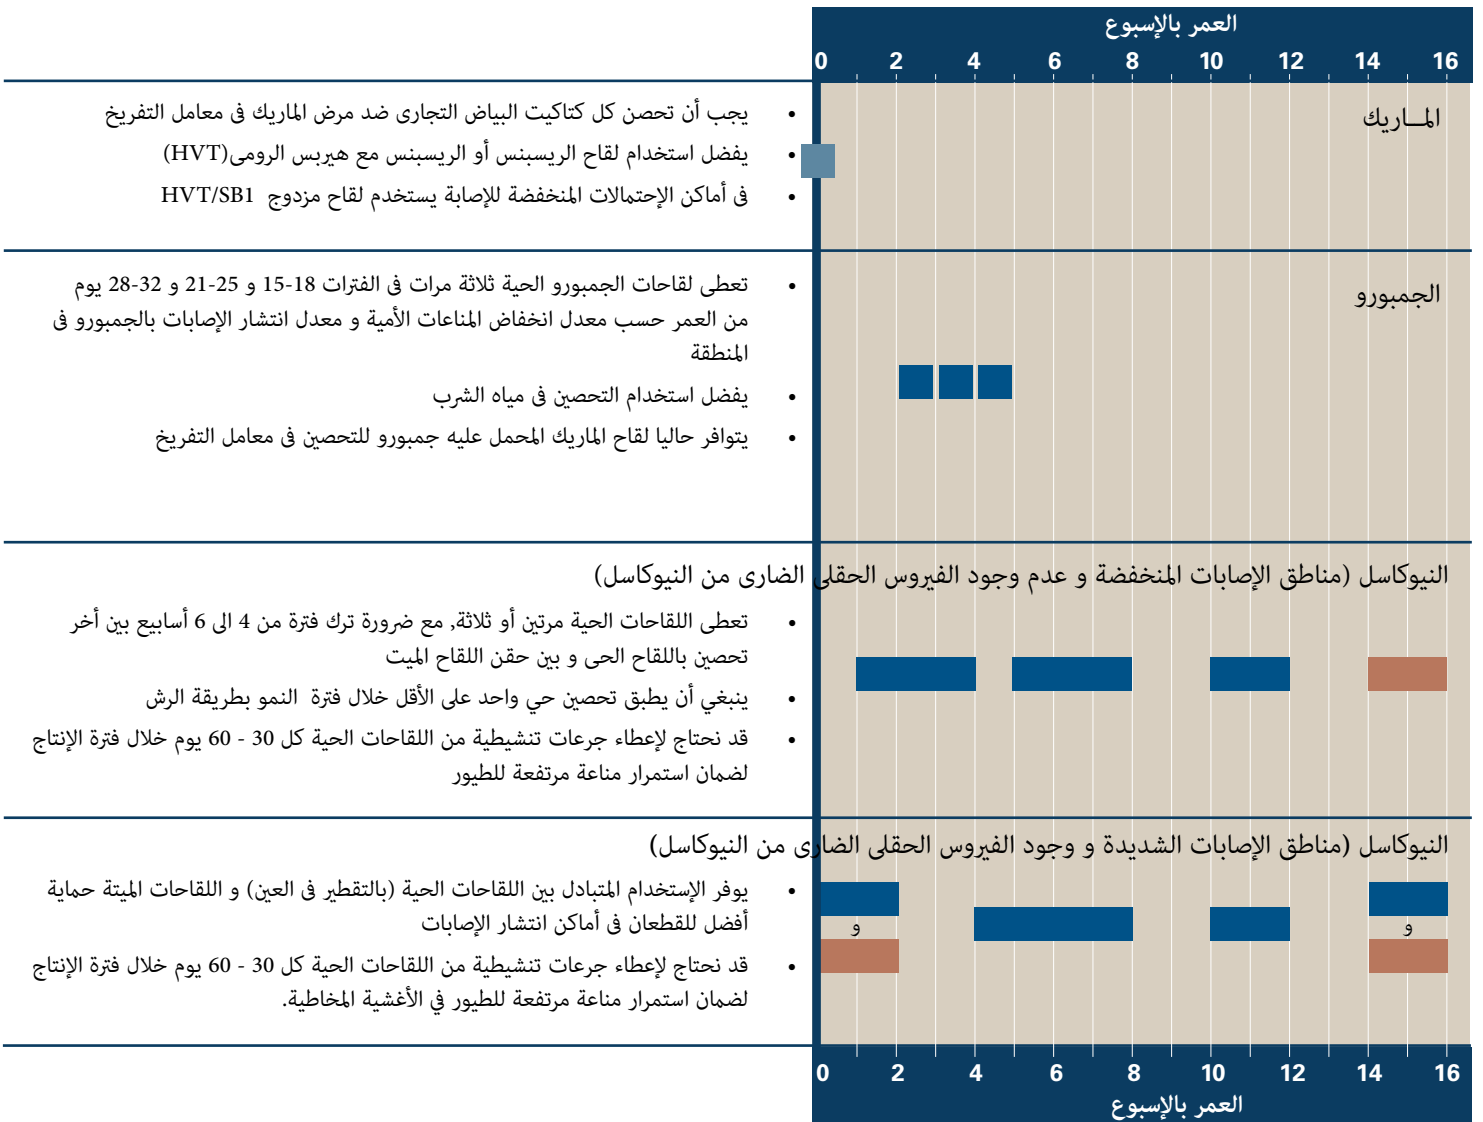 العمر بالإسبوع
0 2 4 6 8 10 12 14 16
المــاريك
• يجب أن تحصن كل كتاكيت البياض التجارى ضد مرض الماريك فى معامل التفريخ
• يفضل استخدام لقاح الريسبنس أو الريسبنس مع هيربس الرومى(HVT)
• فى أماكن الإحتمالات المنخفضة للإصابة يستخدم لقاح مزدوج HVT/SB1
الجمبورو
• تعطى لقاحات الجمبورو الحية ثلاثة مرات فى الفترات 18-15 و 25-21 و 32-28 يوم
من العمر حسب معدل انخفاض المناعات الأمية و معدل انتشار الإصابات بالجمبورو فى
المنطقة
• يفضل استخدام التحصين فى مياه الشرب
• يتوافر حاليا لقاح الماريك المحمل عليه جمبورو للتحصين فى معامل التفريخ
النيوكاسل (مناطق الإصابات المنخفضة و عدم وجود الفيروس الحقلى الضارى من النيوكاسل)
• تعطى اللقاحات الحية مرتين أو ثلاثة, مع ضرورة ترك فترة من 4 الى 6 أسابيع بين أخر
تحصين باللقاح الحى و بين حقن اللقاح الميت
• ينبغي أن يطبق تحصين حي واحد على الأقل خلال فترة النمو بطريقة الرش
• قد نحتاج لإعطاء جرعات تنشيطية من اللقاحات الحية كل 30 - 60 يوم خلال فترة الإنتاج
لضمان استمرار مناعة مرتفعة للطيور
النيوكاسل (مناطق الإصابات الشديدة و وجود الفيروس الحقلى الضارى من النيوكاسل)
• يوفر الإستخدام المتبادل بين اللقاحات الحية (بالتقطير فى العين) و اللقاحات الميتة حماية
أفضل للقطعان فى أماكن انتشار الإصابات
• قد نحتاج لإعطاء جرعات تنشيطية من اللقاحات الحية كل 30 - 60 يوم خلال فترة الإنتاج
لضمان استمرار مناعة مرتفعة للطيور في الأغشية المخاطية.
و
و
0 2 4 6 8 10 12 14 16
العمر بالإسبوع